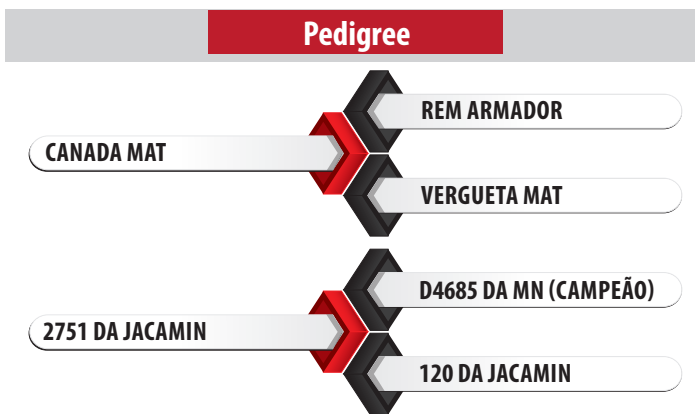 Pedigree
REM ARMADOR
CANADA MAT
VERGUETA MAT
D4685 DA MN (CAMPEÃO)
2751 DA JACAMIN
120 DA JACAMIN